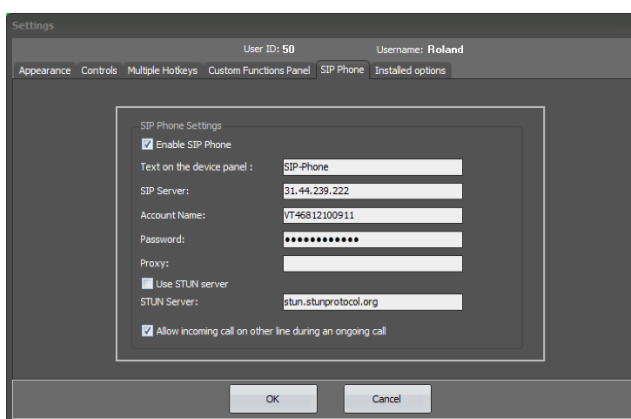 Settings
User ID: 50 Username: Roland
Appearance Controls Multiple Hotkeys Custom Functions Panel SIP Phone Installed options
SIP Phone Settings
Enable SIP Phone
Text on the device panel : SIP-Phone
SIP Server: 31.44.239.222
Account Name: VT46812100911
Password: ●●●●●●●●●●●●
Proxy:
Use STUN server
STUN Server: stun.stunprotocol.org
Allow incoming call on other line during an ongoing call
OK Cancel